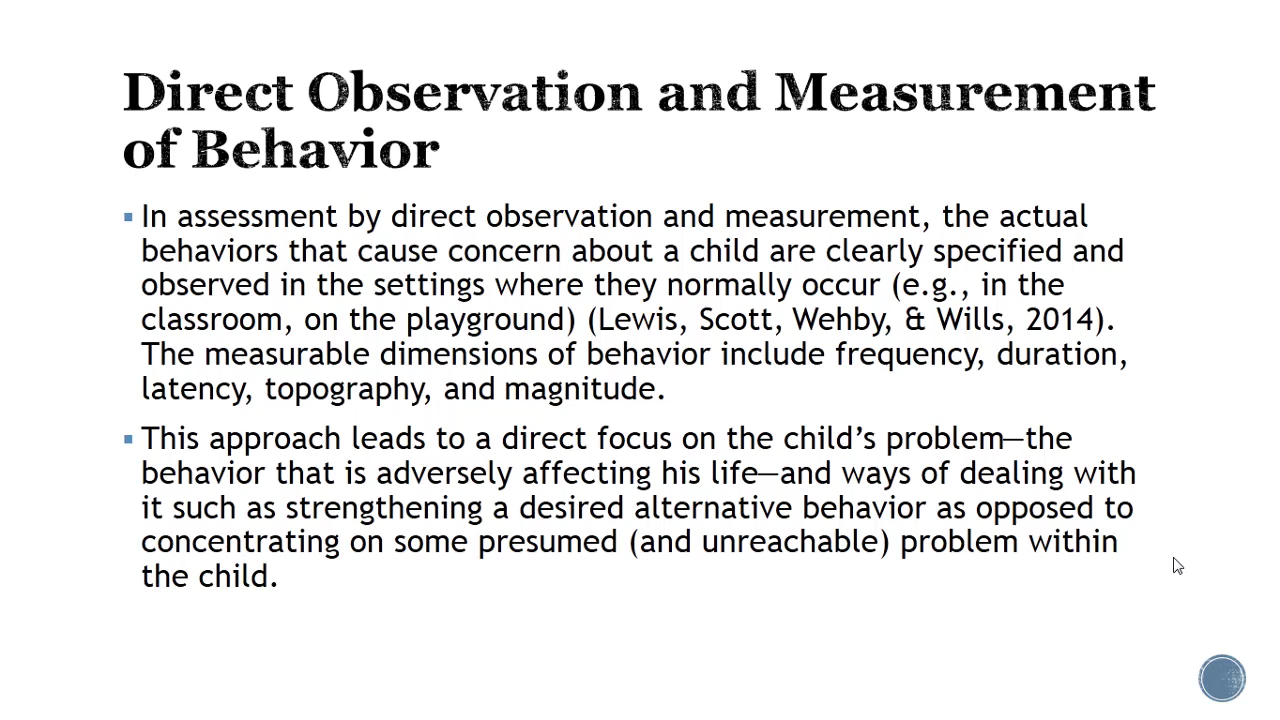 Direct Observation and Measurement
of Behavior
▪ In assessment by direct observation and measurement, the actual
behaviors that cause concern about a child are clearly specified and
observed in the settings where they normally occur (e.g., in the
classroom, on the playground) (Lewis, Scott, Wehby, & Wills, 2014).
The measurable dimensions of behavior include frequency, duration,
latency, topography, and magnitude.
▪ This approach leads to a direct focus on the child’s problem—the
behavior that is adversely affecting his life—and ways of dealing with
it such as strengthening a desired alternative behavior as opposed to
concentrating on some presumed (and unreachable) problem within
the child.